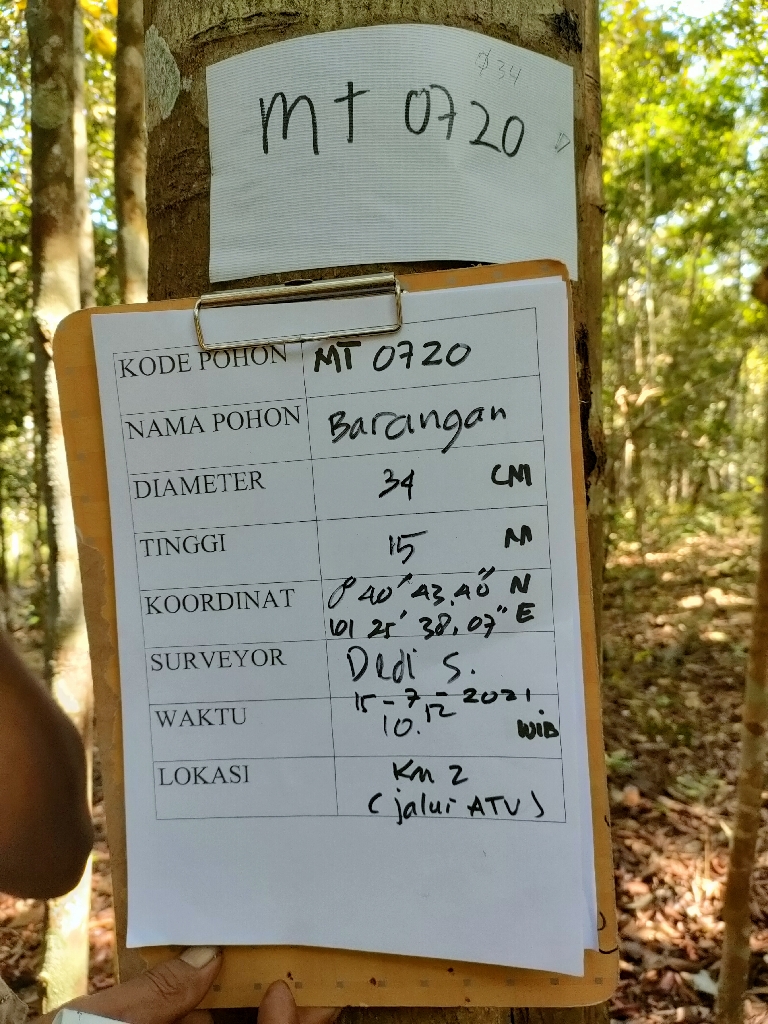 $34
MT 0720
KODE POHON MT 0720
NAMA POHON Barangan
DIAMETER 34 CM
TINGGI 15 M
KOORDINAT 0° 40' 43,40" N
101 25' 38,07" E
SURVEYOR Dedi S.
WAKTU 15-7-2021
10.12 WIB
LOKASI Km 2
(jalur ATV)